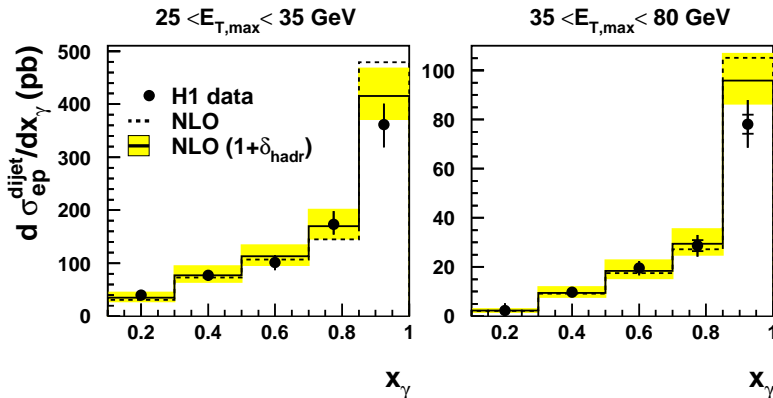 25 <E_T,max< 35 GeV
35 <E_T,max< 80 GeV
d σ_ep^dijet/dx_γ (pb)
500
400
300
200
100
0
H1 data
NLO
NLO (1+δ_hadr)
0.2 0.4 0.6 0.8 1
x_γ
100
80
60
40
20
0
0.2 0.4 0.6 0.8 1
x_γ